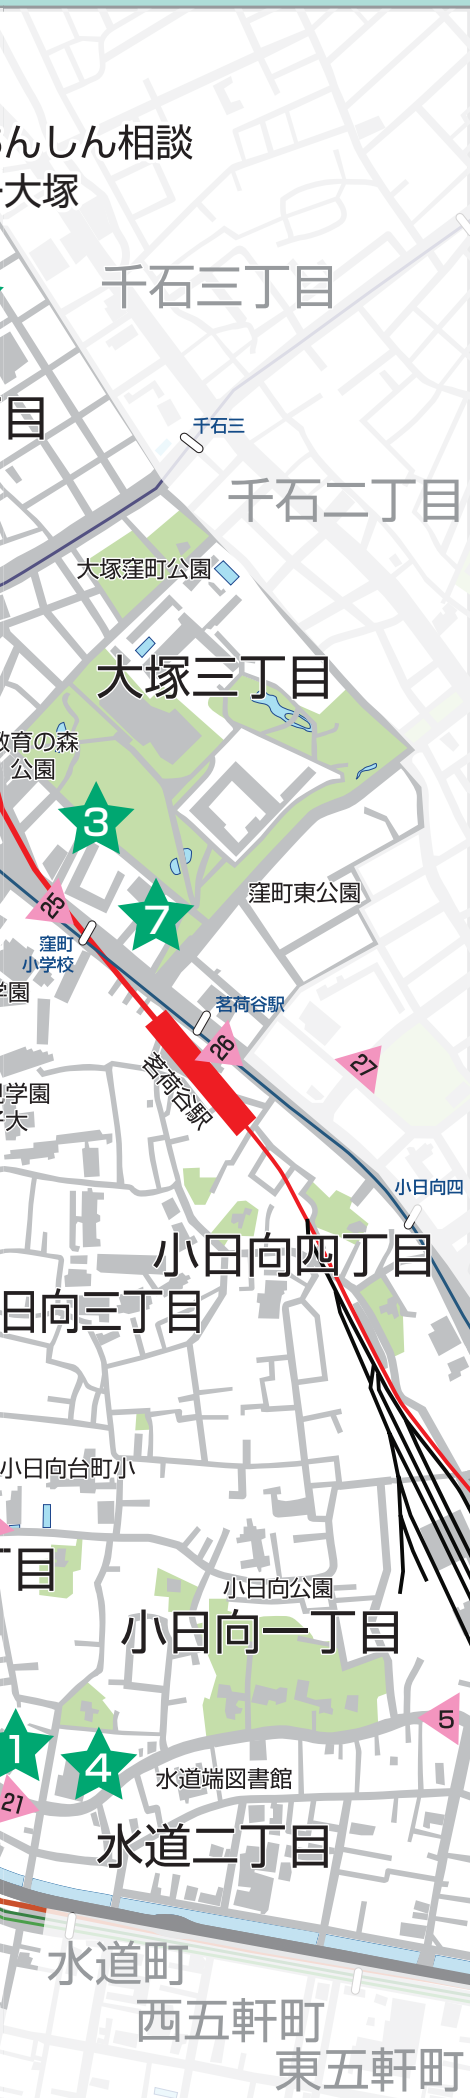 んしん相談
大塚
千石三丁目
目
千石三
千石二丁目
大塚窪町公園
大塚三丁目
教育の森
公園
3
窪町東公園
25
7
窪町
小学校
学園
茗荷谷駅
26
27
茗荷谷駅
見学園
子大
小日向四
小日向四丁目
日向三丁目
小日向台町小
丁目
小日向公園
小日向一丁目
5
1
4
水道端図書館
21
水道二丁目
水道町
西五軒町
東五軒町